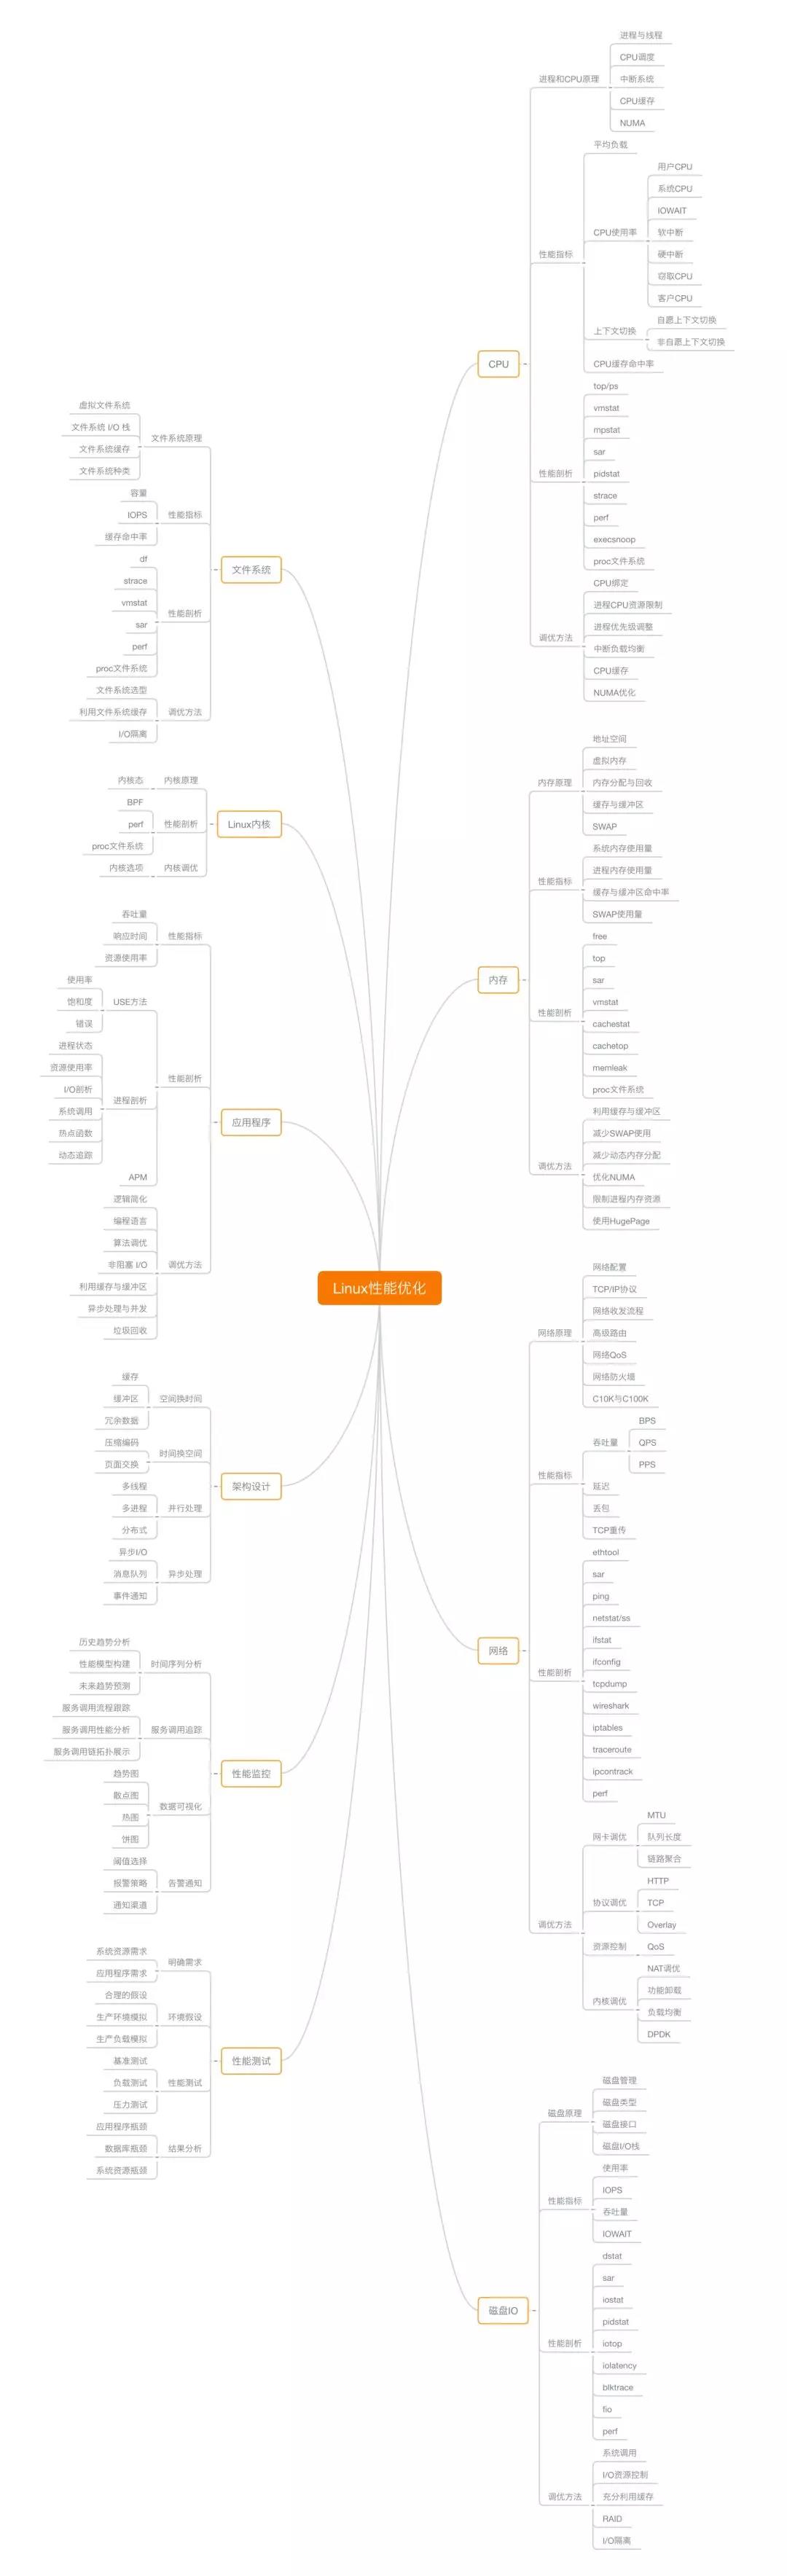 Linux性能优化
CPU
进程和CPU原理
进程与线程
CPU调度
中断系统
CPU缓存
NUMA
性能指标
平均负载
CPU使用率
用户CPU
系统CPU
IOWAIT
软中断
硬中断
窃取CPU
客户CPU
上下文切换
自愿上下文切换
非自愿上下文切换
CPU缓存命中率
性能剖析
top/ps
vmstat
mpstat
sar
pidstat
strace
perf
execsnoop
proc文件系统
调优方法
CPU绑定
进程CPU资源限制
进程优先级调整
中断负载均衡
CPU缓存
NUMA优化
内存
内存原理
地址空间
虚拟内存
内存分配与回收
缓存与缓冲区
SWAP
性能指标
系统内存使用量
进程内存使用量
缓存与缓冲区命中率
SWAP使用量
性能剖析
free
top
sar
vmstat
cachestat
cachetop
memleak
proc文件系统
调优方法
利用缓存与缓冲区
减少SWAP使用
减少动态内存分配
优化NUMA
限制进程内存资源
使用HugePage
网络
网络原理
网络配置
TCP/IP协议
网络收发流程
高级路由
网络QoS
网络防火墙
C10K与C100K
性能指标
吞吐量
BPS
QPS
PPS
延迟
丢包
TCP重传
性能剖析
ethtool
sar
ping
netstat/ss
ifstat
ifconfig
tcpdump
wireshark
iptables
traceroute
ipcontrack
perf
调优方法
网卡调优
MTU
队列长度
链路聚合
协议调优
HTTP
TCP
Overlay
资源控制
QoS
内核调优
NAT调优
功能卸载
负载均衡
DPDK
磁盘IO
磁盘原理
磁盘管理
磁盘类型
磁盘接口
磁盘I/O栈
性能指标
使用率
IOPS
吞吐量
IOWAIT
性能剖析
dstat
sar
iostat
pidstat
iotop
iolatency
blktrace
fio
perf
调优方法
系统调用
I/O资源控制
充分利用缓存
RAID
I/O隔离
文件系统
文件系统原理
虚拟文件系统
文件系统 I/O 栈
文件系统缓存
文件系统种类
性能指标
容量
IOPS
缓存命中率
性能剖析
df
strace
vmstat
sar
perf
proc文件系统
调优方法
文件系统选型
利用文件系统缓存
I/O隔离
Linux内核
内核原理
内核态
性能剖析
BPF
perf
proc文件系统
内核调优
内核选项
应用程序
性能指标
吞吐量
响应时间
资源使用率
性能剖析
USE方法
使用率
饱和度
错误
进程剖析
进程状态
资源使用率
I/O剖析
系统调用
热点函数
动态追踪
APM
调优方法
逻辑简化
编程语言
算法调优
非阻塞 I/O
利用缓存与缓冲区
异步处理与并发
垃圾回收
架构设计
空间换时间
缓存
缓冲区
冗余数据
时间换空间
压缩编码
页面交换
并行处理
多线程
多进程
分布式
异步处理
异步I/O
消息队列
事件通知
性能监控
时间序列分析
历史趋势分析
性能模型构建
未来趋势预测
服务调用追踪
服务调用流程跟踪
服务调用性能分析
服务调用链拓扑展示
数据可视化
趋势图
散点图
热图
饼图
告警通知
阈值选择
报警策略
通知渠道
性能测试
明确需求
系统资源需求
应用程序需求
环境假设
合理的假设
生产环境模拟
生产负载模拟
性能测试
基准测试
负载测试
压力测试
结果分析
应用程序瓶颈
数据库瓶颈
系统资源瓶颈